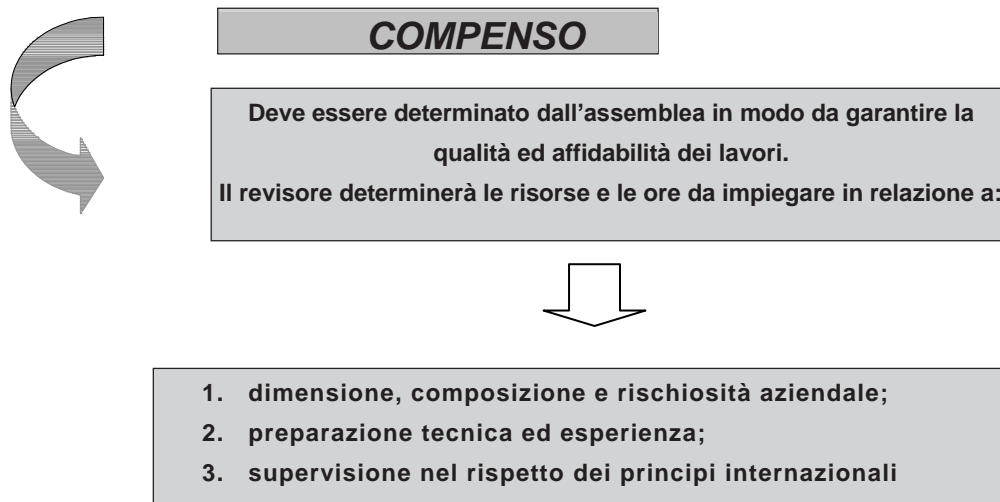 COMPENSO
Deve essere determinato dall'assemblea in modo da garantire la
qualità ed affidabilità dei lavori.
Il revisore determinerà le risorse e le ore da impiegare in relazione a:
1. dimensione, composizione e rischiosità aziendale;
2. preparazione tecnica ed esperienza;
3. supervisione nel rispetto dei principi internazionali